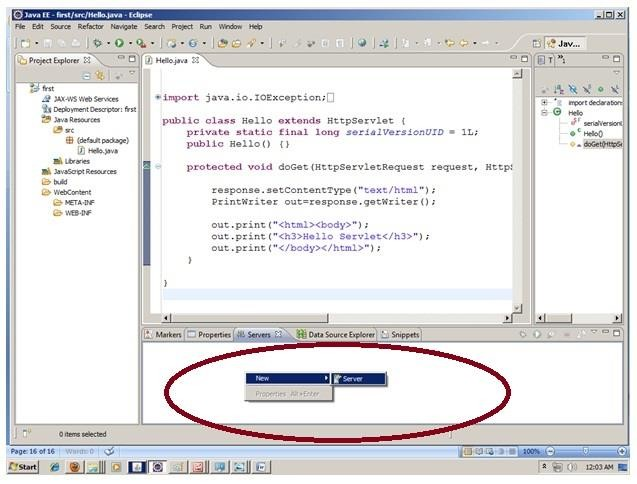 Java EE - first/src/Hello.java - Eclipse
File Edit Source Refactor Navigate Search Project Run Window Help
Jav...
Project Explorer
first
JAX-WS Web Services
Deployment Descriptor: first
Java Resources
src
(default package)
Hello.java
Libraries
JavaScript Resources
build
WebContent
META-INF
WEB-INF
Hello.java
import java.io.IOException;
public class Hello extends HttpServlet {
private static final long serialVersionUID = 1L;
public Hello() {}
protected void doGet(HttpServletRequest request, HttpS
response.setContentType("text/html");
PrintWriter out=response.getWriter();
out.print("<html><body>");
out.print("<h3>Hello Servlet</h3>");
out.print("</body></html>");
}
}
import declarations
Hello
serialVersionU
Hello()
doGet(HttpS
Markers Properties Servers Data Source Explorer Snippets
New Server
Properties Alt+Enter
0 items selected
Page: 16 of 16 Words: 0 100%
Start 12:03 AM